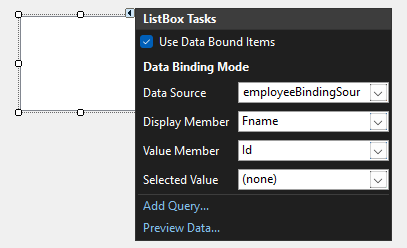 ListBox Tasks
Use Data Bound Items
Data Binding Mode
Data Source employeeBindingSour
Display Member Fname
Value Member Id
Selected Value (none)
Add Query...
Preview Data...